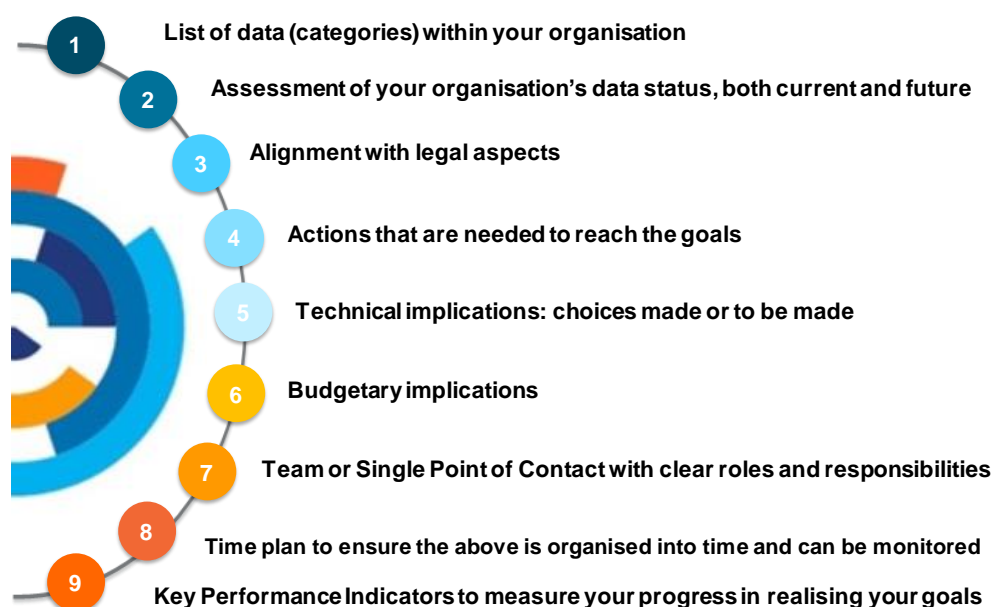 1 List of data (categories) within your organisation
2 Assessment of your organisation's data status, both current and future
3 Alignment with legal aspects
4 Actions that are needed to reach the goals
5 Technical implications: choices made or to be made
6 Budgetary implications
7 Team or Single Point of Contact with clear roles and responsibilities
8 Time plan to ensure the above is organised into time and can be monitored
9 Key Performance Indicators to measure your progress in realising your goals